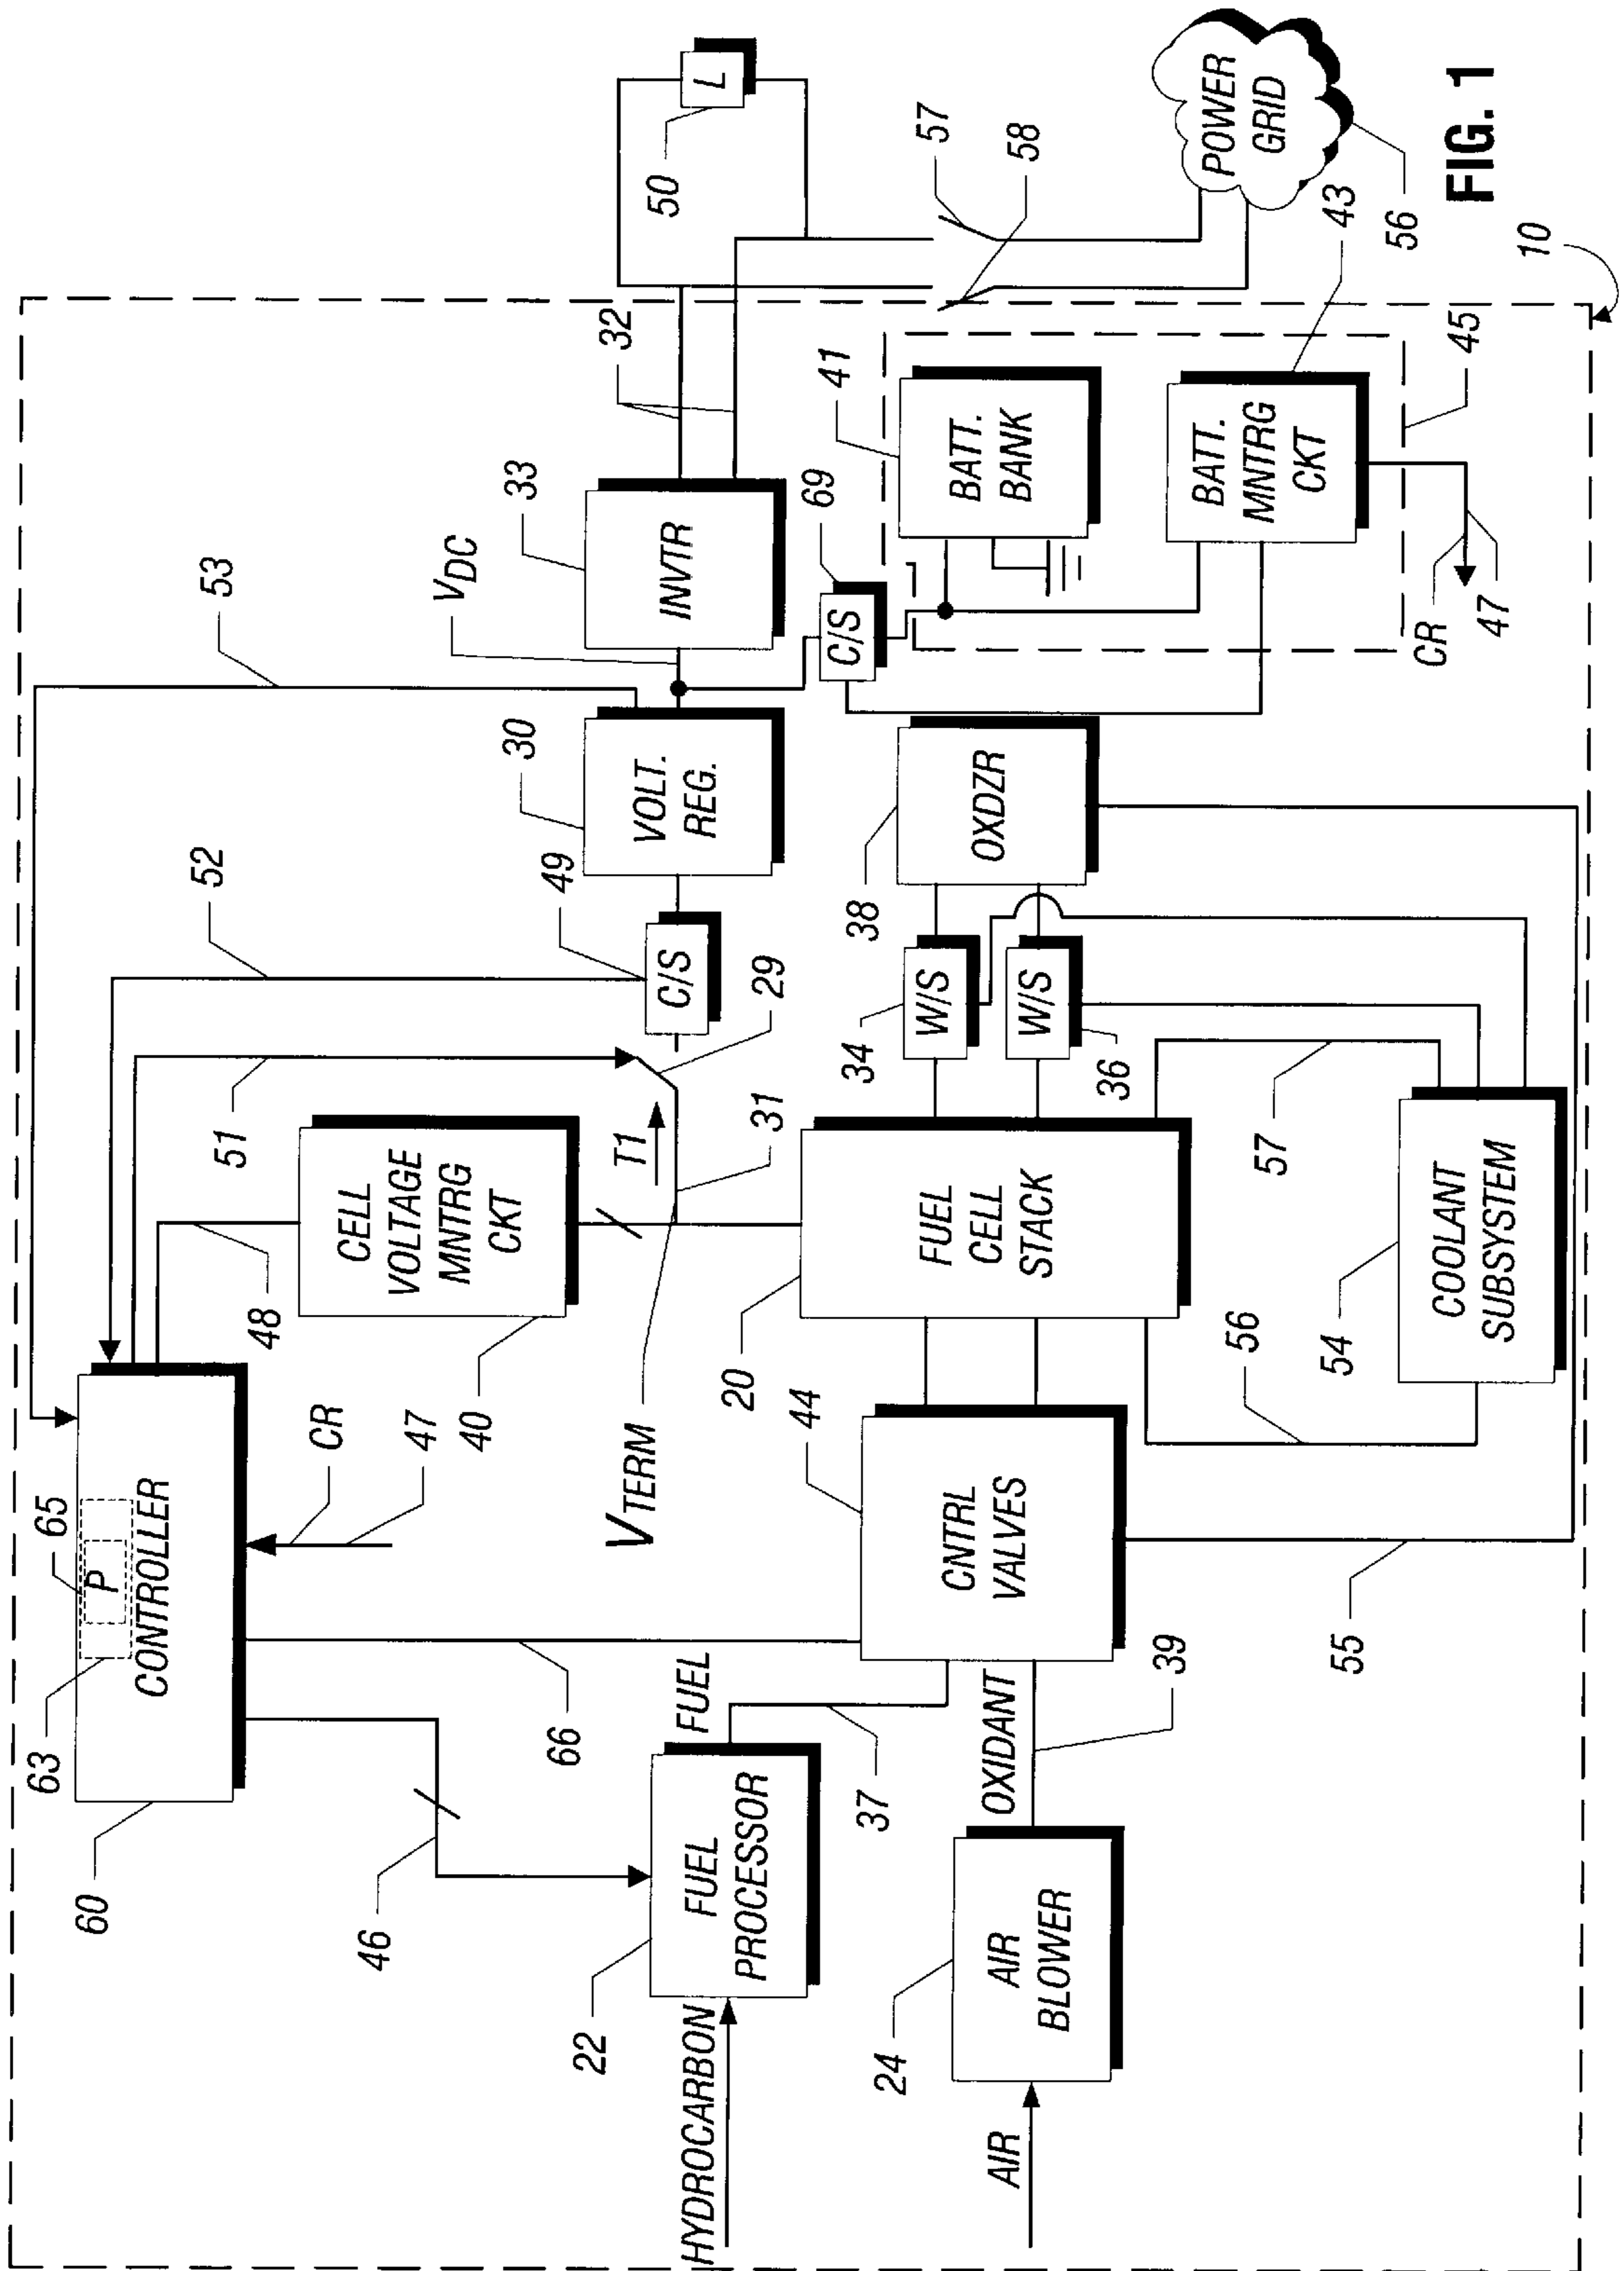 53
52
51
48
60
63
65
P
CONTROLLER
CR
47
46
66
40
CELL
VOLTAGE
MNTRG
CKT
T1
29
31
VTERM
49
C/S
30
VOLT.
REG.
VDC
33
INVTR
32
50
L
57
58
POWER
GRID
56
HYDROCARBON
22
FUEL
PROCESSOR
FUEL
37
AIR
24
AIR
BLOWER
OXIDANT
39
44
CNTRL
VALVES
20
FUEL
CELL
STACK
34
W/S
36
W/S
38
OXDZR
69
C/S
41
BATT.
BANK
43
BATT.
MNTRG
CKT
45
CR
47
55
56
54
COOLANT
SUBSYSTEM
57
10
FIG. 1